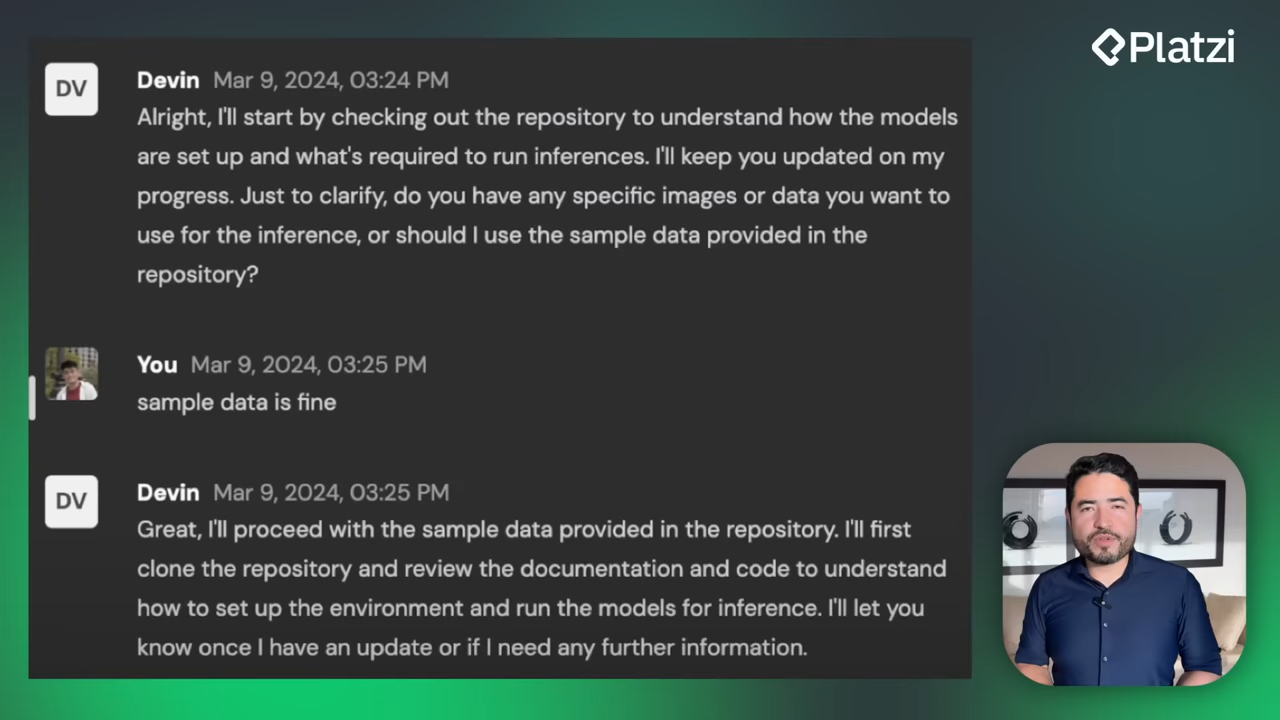 Platzi
DV
Devin Mar 9, 2024, 03:24 PM
Alright, I'll start by checking out the repository to understand how the models
are set up and what's required to run inferences. I'll keep you updated on my
progress. Just to clarify, do you have any specific images or data you want to
use for the inference, or should I use the sample data provided in the
repository?
You Mar 9, 2024, 03:25 PM
sample data is fine
DV
Devin Mar 9, 2024, 03:25 PM
Great, I'll proceed with the sample data provided in the repository. I'll first
clone the repository and review the documentation and code to understand
how to set up the environment and run the models for inference. I'll let you
know once I have an update or if I need any further information.